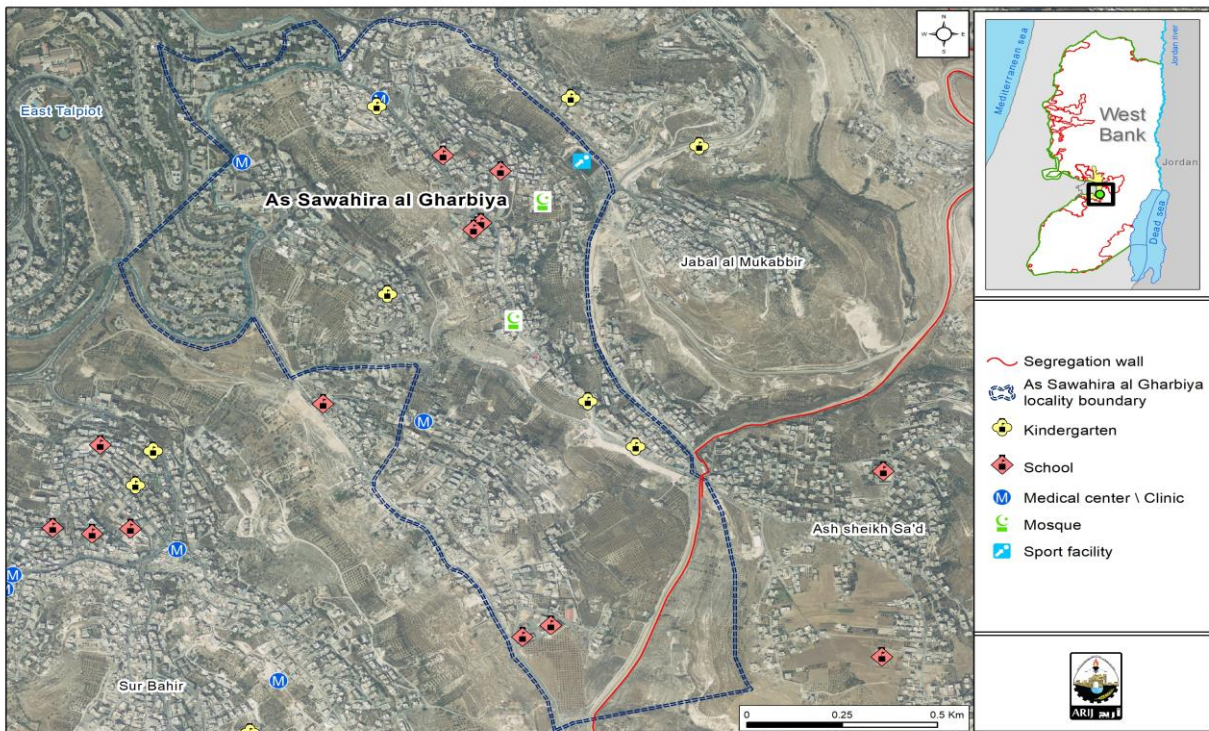 N
W
E
S
East Talpiot
As Sawahira al Gharbiya
Jabal al Mukabbir
Ash sheikh Sa'd
Sur Bahir
0
0.25
0.5 Km
Mediterranean sea
Jordan river
West
Bank
Jordan
Dead sea
Segregation wall
As Sawahira al Gharbiya
locality boundary
Kindergarten
School
M
Medical center \ Clinic
Mosque
Sport facility
ARIJ أريج